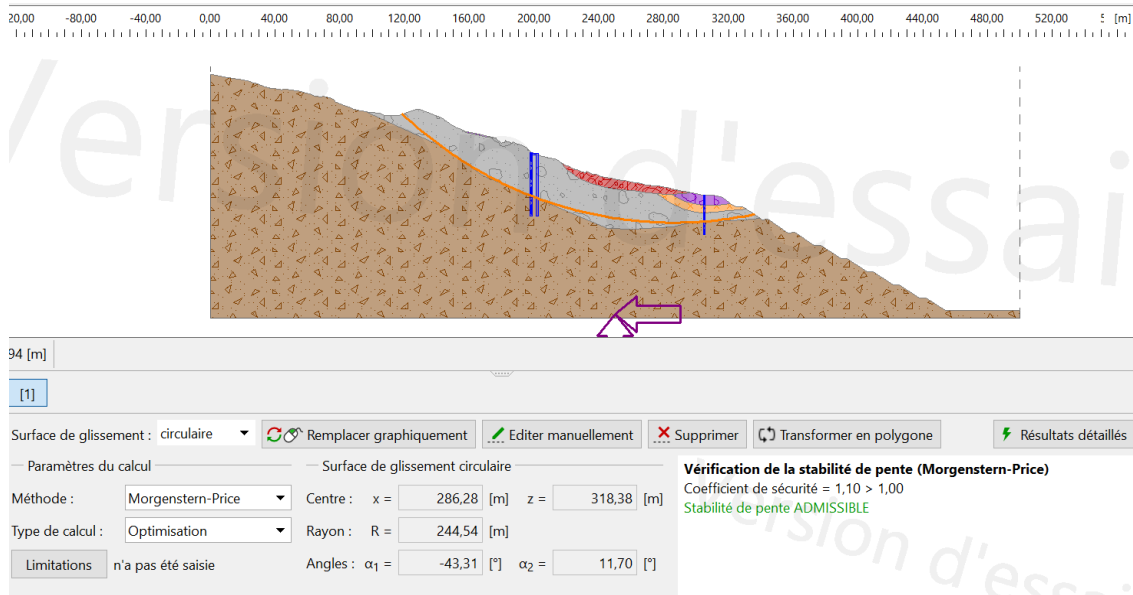 20,00 -80,00 -40,00 0,00 40,00 80,00 120,00 160,00 200,00 240,00 280,00 320,00 360,00 400,00 440,00 480,00 520,00 [m]
Version d'essai
94 [m]
[1]
Surface de glissement : circulaire Remplacer graphiquement Editer manuellement Supprimer Transformer en polygone Résultats détaillés
Paramètres du calcul Surface de glissement circulaire
Vérification de la stabilité de pente (Morgenstern-Price)
Méthode : Morgenstern-Price Centre : x = 286,28 [m] z = 318,38 [m]
Coefficient de sécurité = 1,10 > 1,00
Stabilité de pente ADMISSIBLE
Type de calcul : Optimisation Rayon : R = 244,54 [m]
Limitations n'a pas été saisie Angles : α1 = -43,31 [°] α2 = 11,70 [°]
Version d'essai